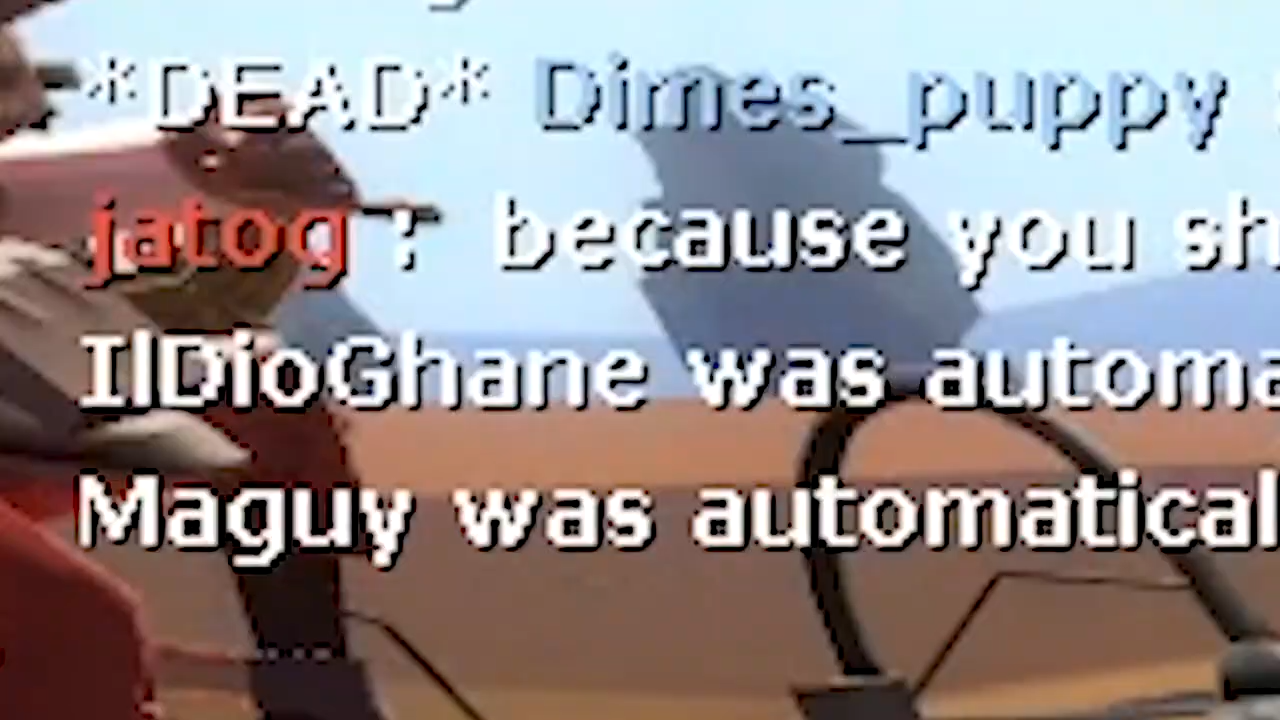 *DEAD* Dimes_puppy
jatog : because you sh
IlDioGhane was automa
Maguy was automatical